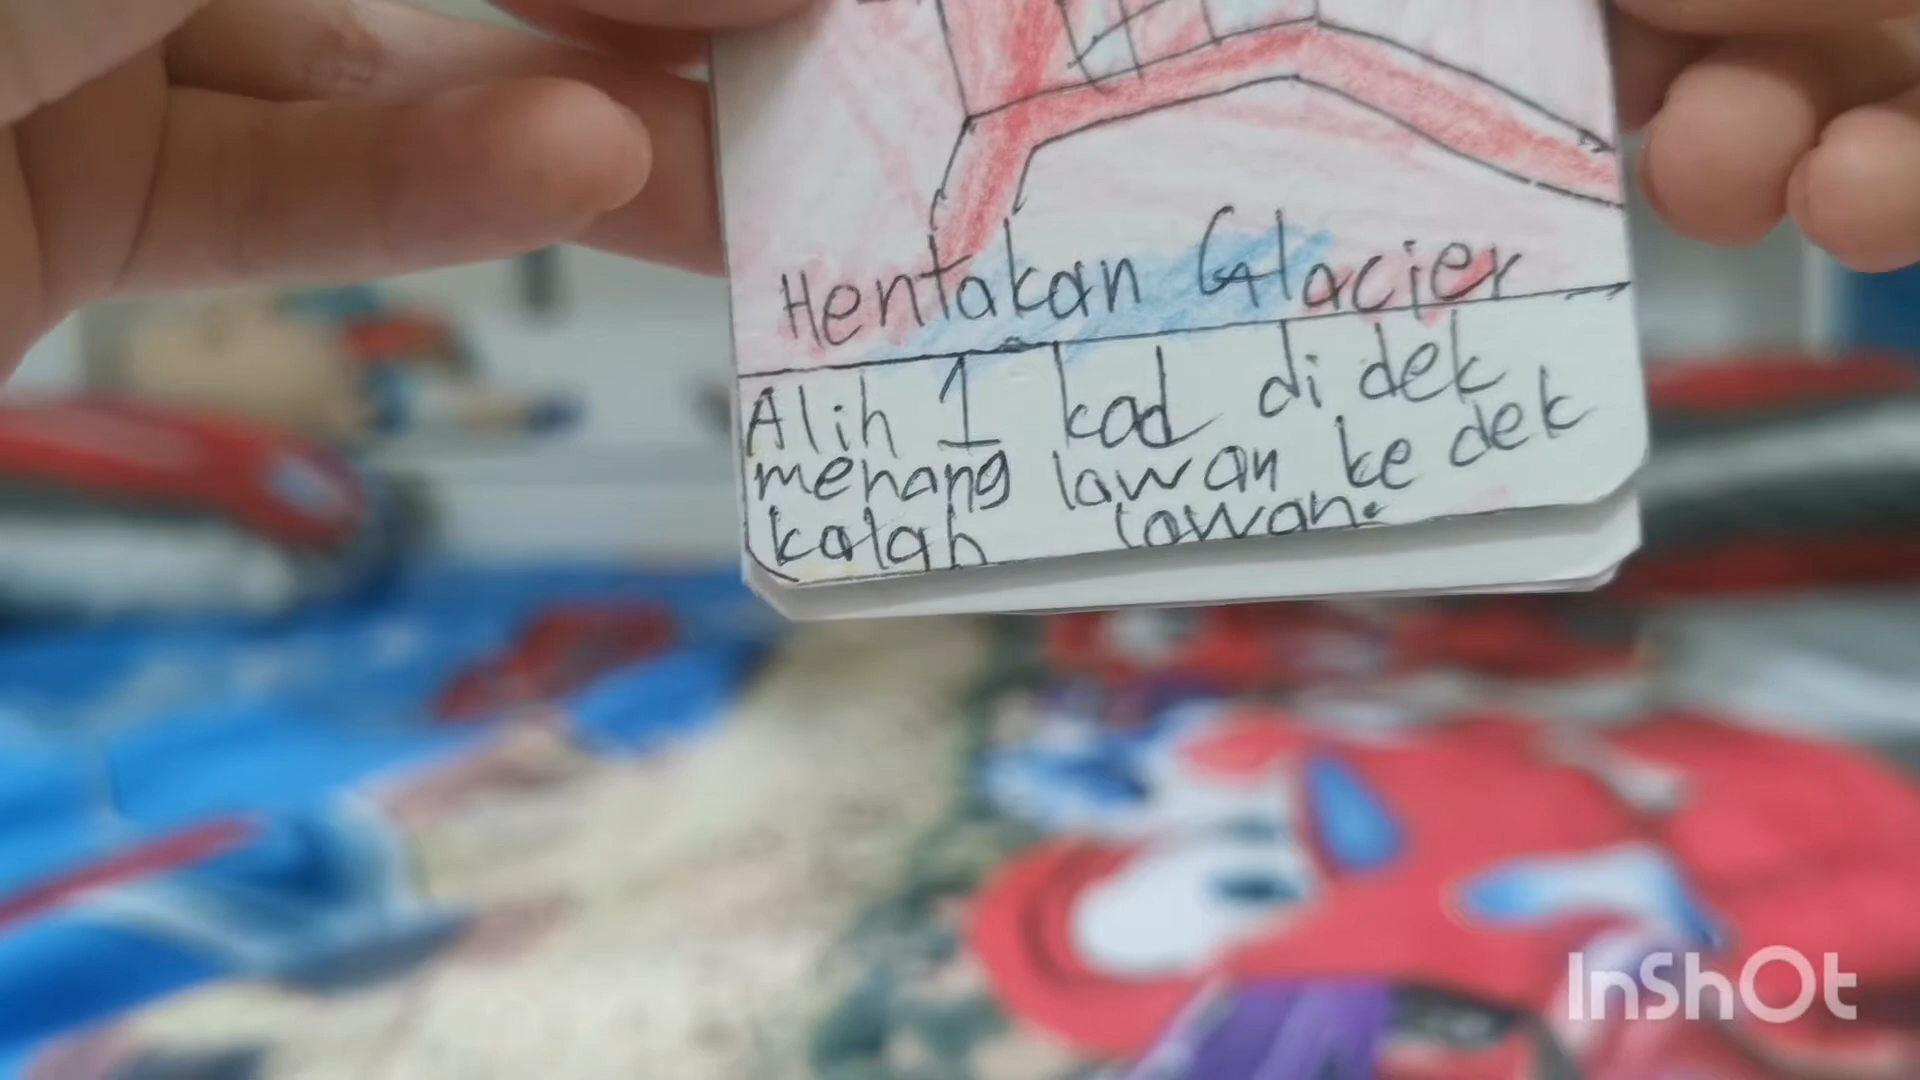 Hentakan Glacier
Alih 1 kad di dek
menang lawan ke dek
kalah lawan.
InShOt